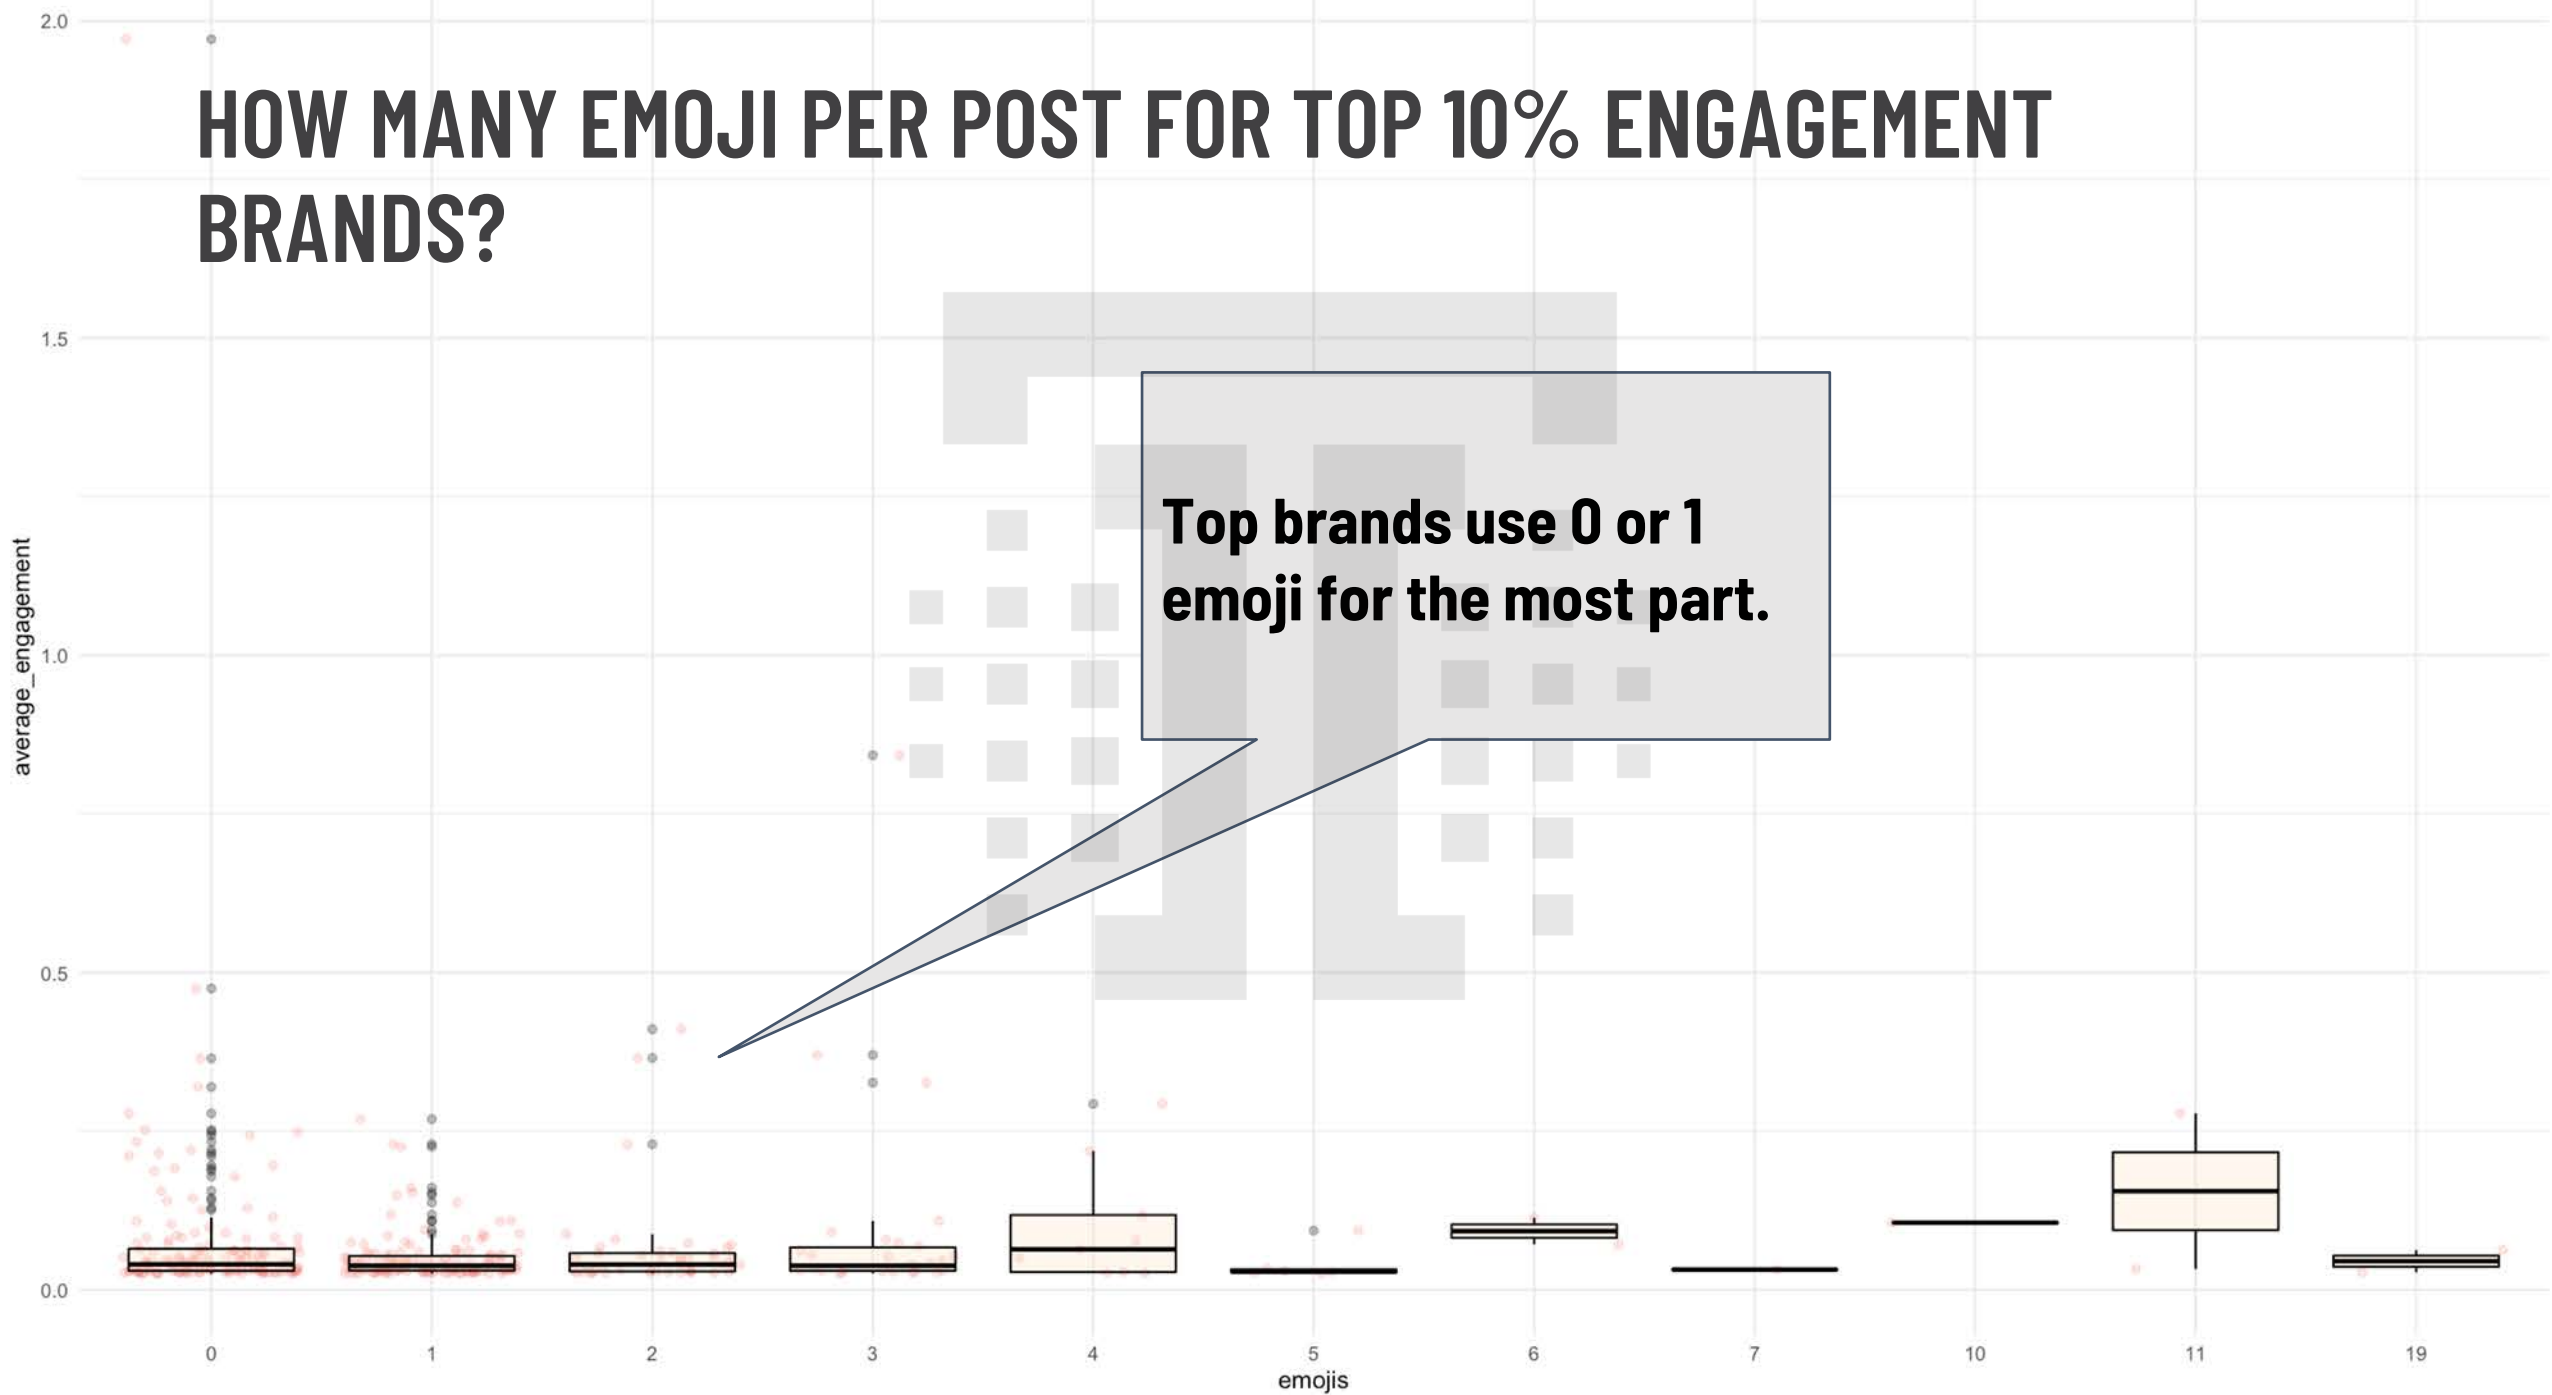 HOW MANY EMOJI PER POST FOR TOP 10% ENGAGEMENT
BRANDS?
Top brands use 0 or 1
emoji for the most part.
average_engagement
2.0
1.5
1.0
0.5
0.0
0 1 2 3 4 5 6 7 10 11 19
emojis